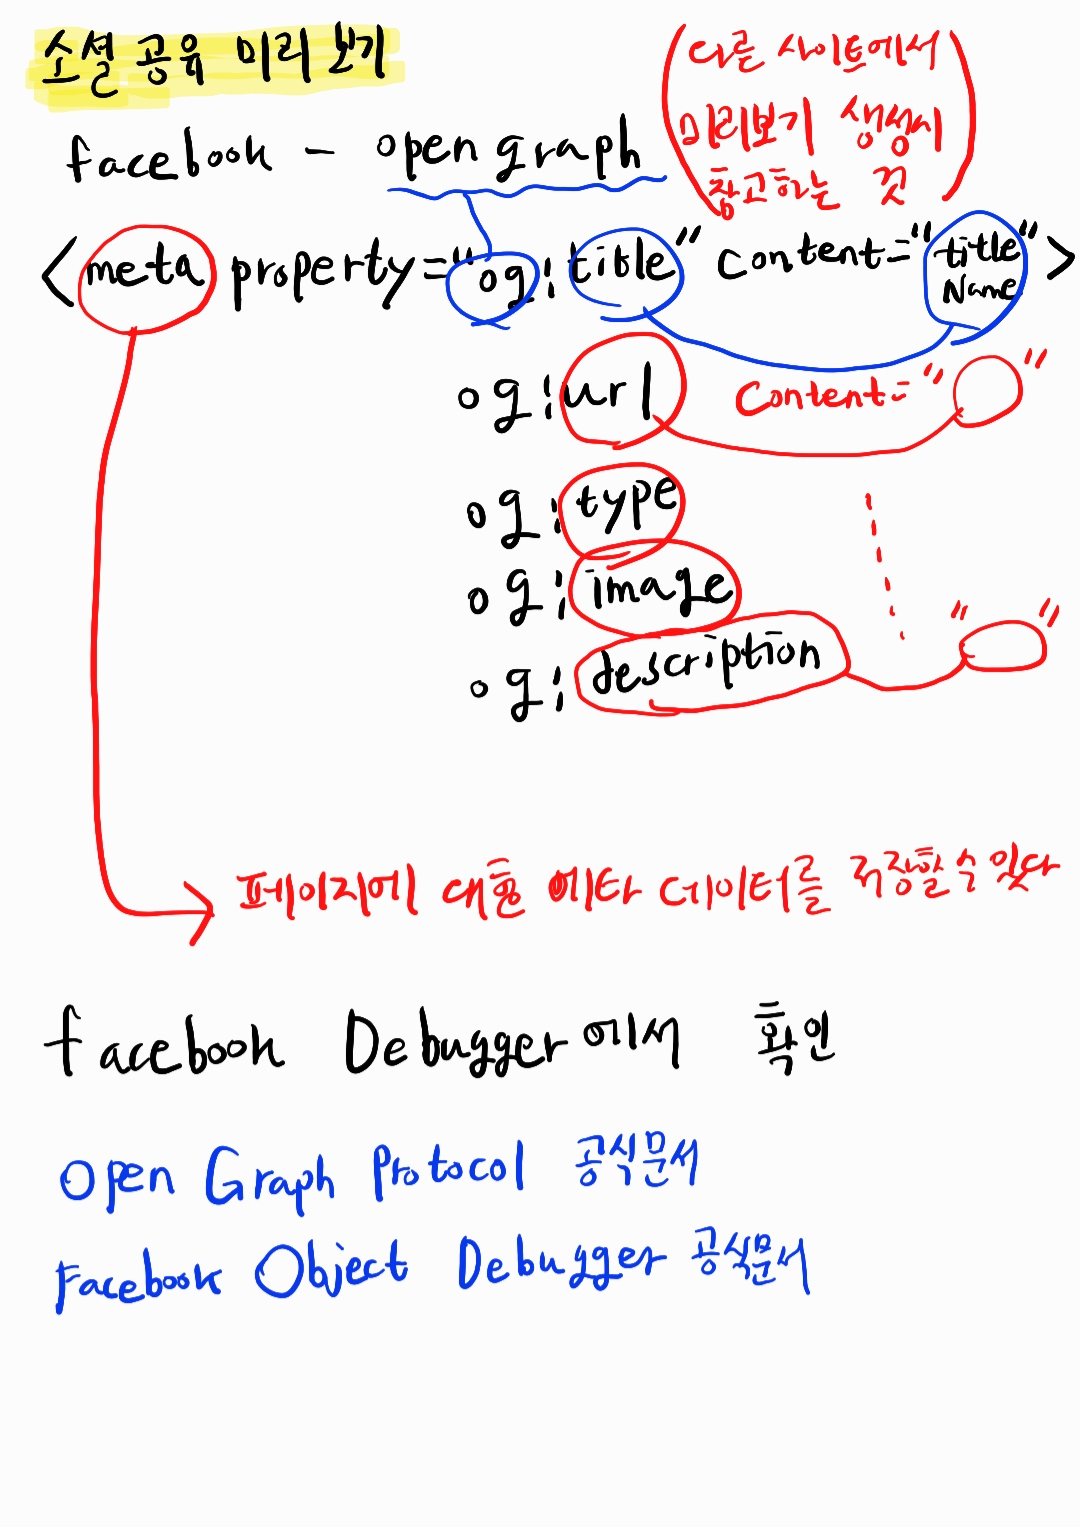 소셜 공유 미리보기
(다른 사이트에서
미리보기 생성시
참고하는 것)
facebook - open graph
<meta property="og:title" content="title Name">
og:url content=" "
og:type
og:image
og:description " "
페이지에 대한 메타 데이터를 저장할 수 있다
facebook Debugger에서 확인
Open Graph Protocol 공식문서
Facebook Object Debugger 공식문서